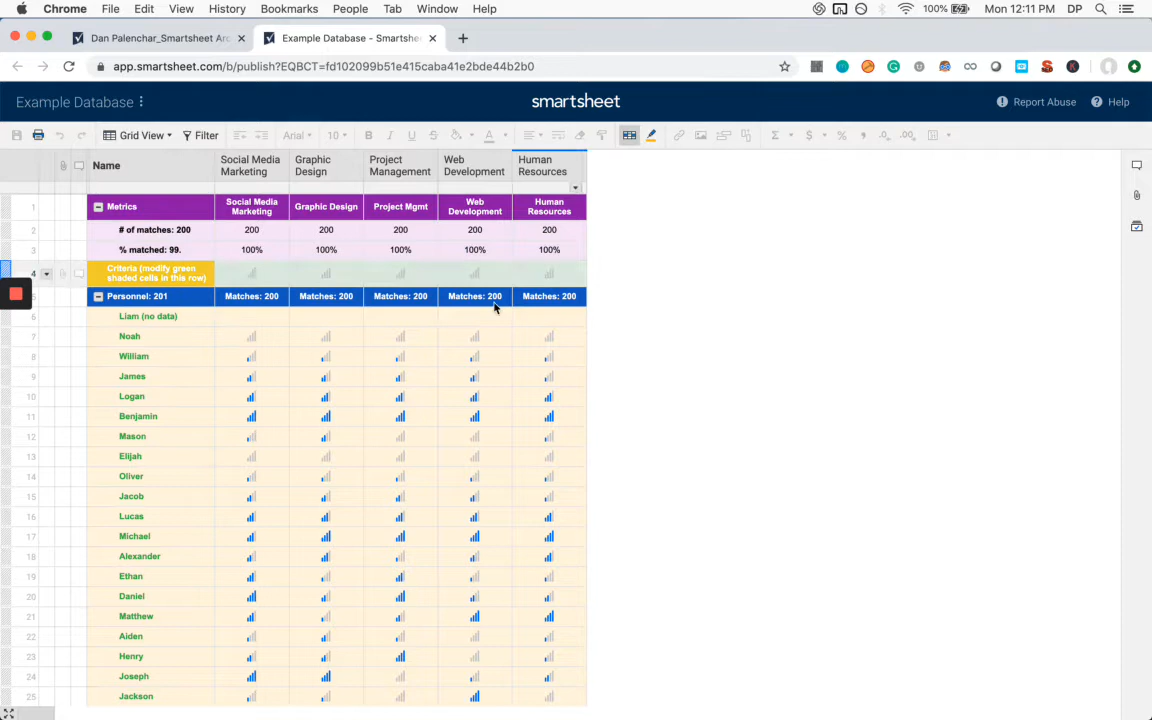 Chrome File Edit View History Bookmarks People Tab Window Help 100% Mon 12:11 PM DP
Dan Palenchar_Smartsheet Arc Example Database - Smartshe
app.smartsheet.com/b/publish?EQBCT=fd102099b51e415caba41e2bde44b2b0
Example Database smartsheet Report Abuse Help
Grid View Filter Arial 10
Name Social Media Marketing Graphic Design Project Management Web Development Human Resources
1 Metrics Social Media Marketing Graphic Design Project Mgmt Web Development Human Resources
2 # of matches: 200 200 200 200 200 200
3 % matched: 99. 100% 100% 100% 100% 100%
4 Criteria (modify green shaded cells in this row)
Personnel: 201 Matches: 200 Matches: 200 Matches: 200 Matches: 200 Matches: 200
6 Liam (no data)
7 Noah
8 William
9 James
10 Logan
11 Benjamin
12 Mason
13 Elijah
14 Oliver
15 Jacob
16 Lucas
17 Michael
18 Alexander
19 Ethan
20 Daniel
21 Matthew
22 Aiden
23 Henry
24 Joseph
25 Jackson